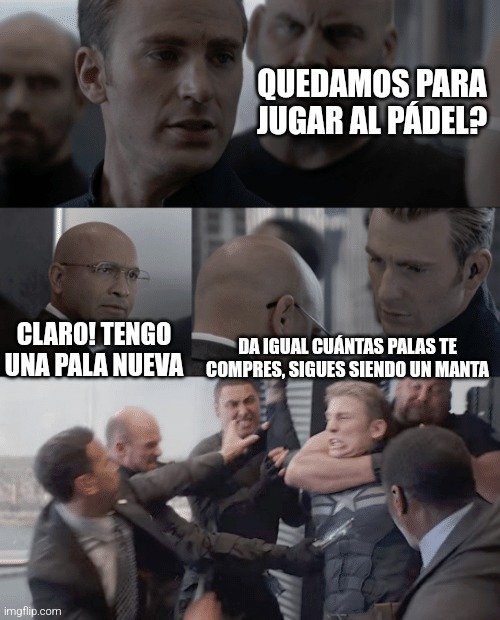 QUEDAMOS PARA
JUGAR AL PÁDEL?
CLARO! TENGO
UNA PALA NUEVA
DA IGUAL CUÁNTAS PALAS TE
COMPRES, SIGUES SIENDO UN MANTA
imgflip.com